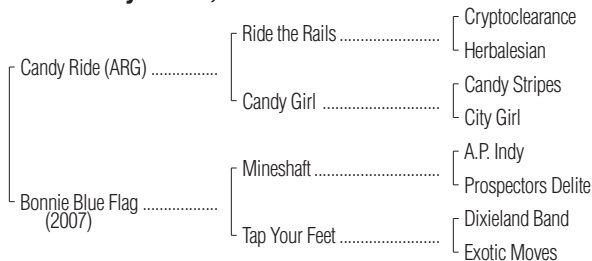 Cryptoclearance
Ride the Rails ........................
Herbalesian
Candy Ride (ARG) ................
Candy Stripes
Candy Girl ............................
City Girl
A.P. Indy
Mineshaft ..............................
Prospectors Delite
Bonnie Blue Flag ..................
(2007)
Dixieland Band
Tap Your Feet ........................
Exotic Moves